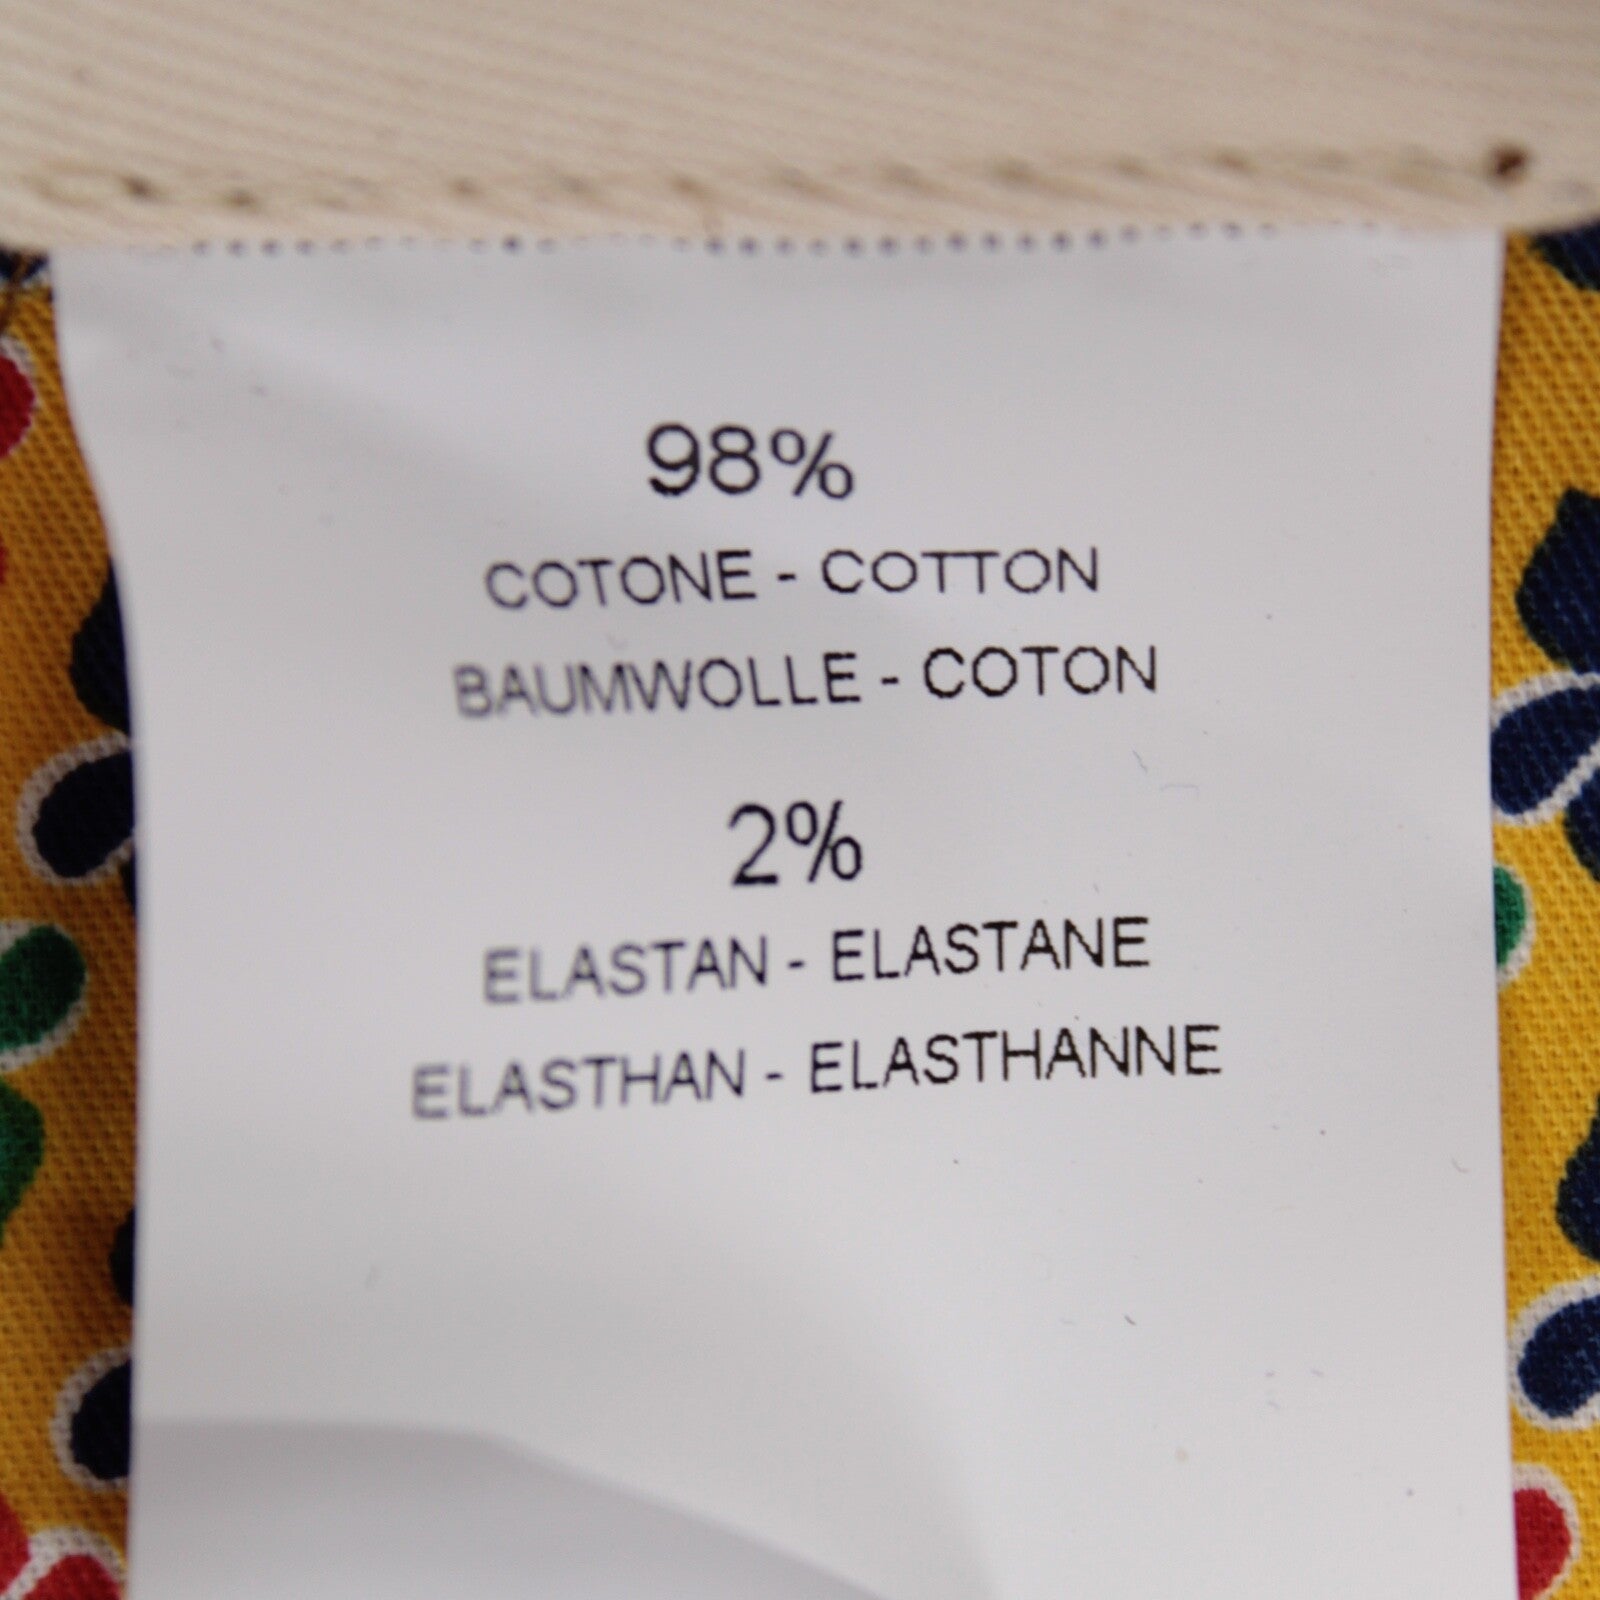 98%
COTONE - COTTON
BAUMWOLLE - COTON
2%
ELASTAN - ELASTANE
ELASTHAN - ELASTHANNE